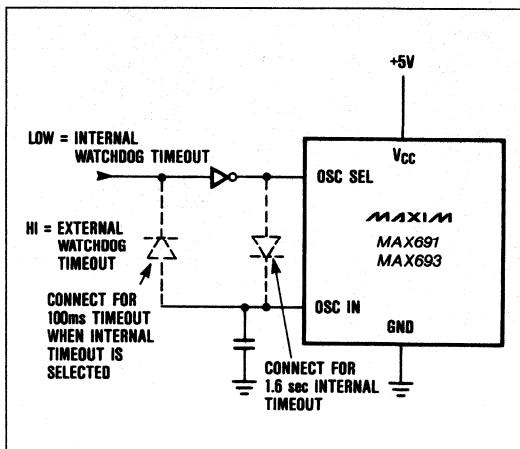 +5V
LOW = INTERNAL
WATCHDOG TIMEOUT
VCC
OSC SEL
HI = EXTERNAL
WATCHDOG
TIMEOUT
MAXIM
MAX691
MAX693
CONNECT FOR
100ms TIMEOUT
WHEN INTERNAL
TIMEOUT IS
SELECTED
OSC IN
GND
CONNECT FOR
1.6 sec INTERNAL
TIMEOUT